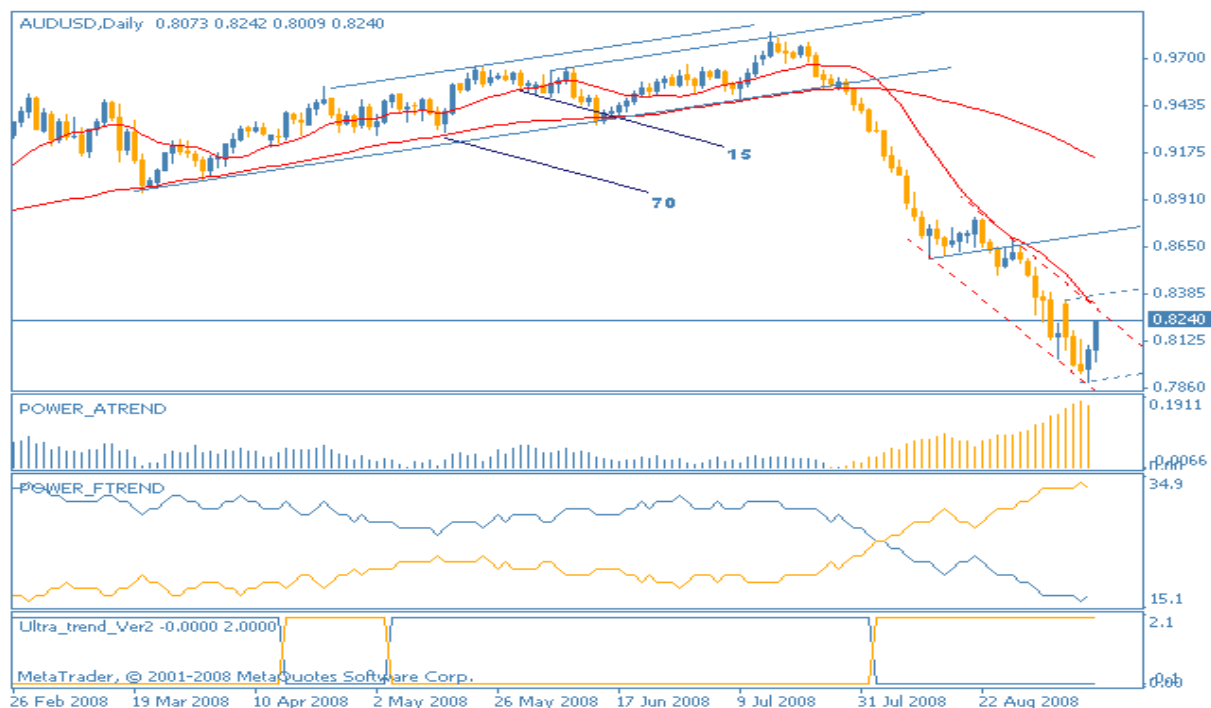 AUDUSD,Daily 0.8073 0.8242 0.8009 0.8240
0.9700
0.9435
15
0.9175
70
0.8910
0.8650
0.8385
0.8240
0.8125
0.7860
POWER_ATREND
0.1911
0.0066
POWER_FTREND
34.9
15.1
Ultra_trend_Ver2 -0.0000 2.0000
2.1
MetaTrader, © 2001-2008 MetaQuotes Software Corp.
0.00
26 Feb 2008 19 Mar 2008 10 Apr 2008 2 May 2008 26 May 2008 17 Jun 2008 9 Jul 2008 31 Jul 2008 22 Aug 2008